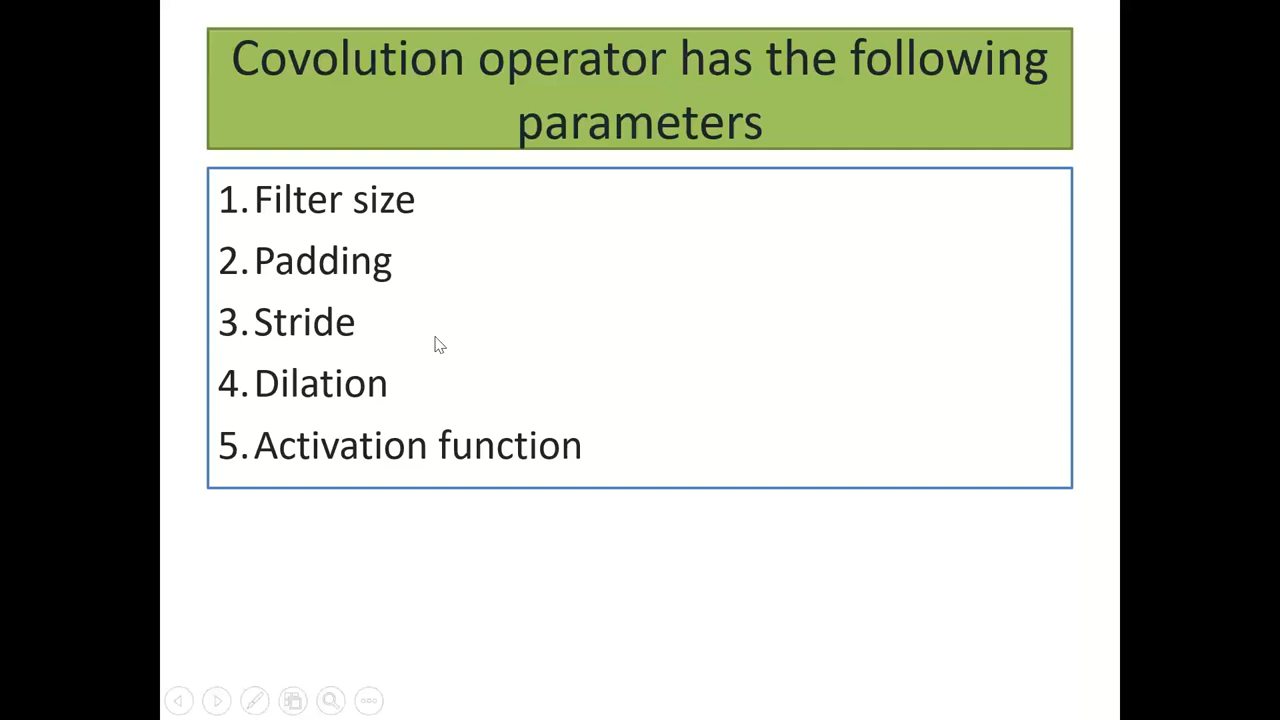 Covolution operator has the following
parameters
1. Filter size
2. Padding
3. Stride
4. Dilation
5. Activation function